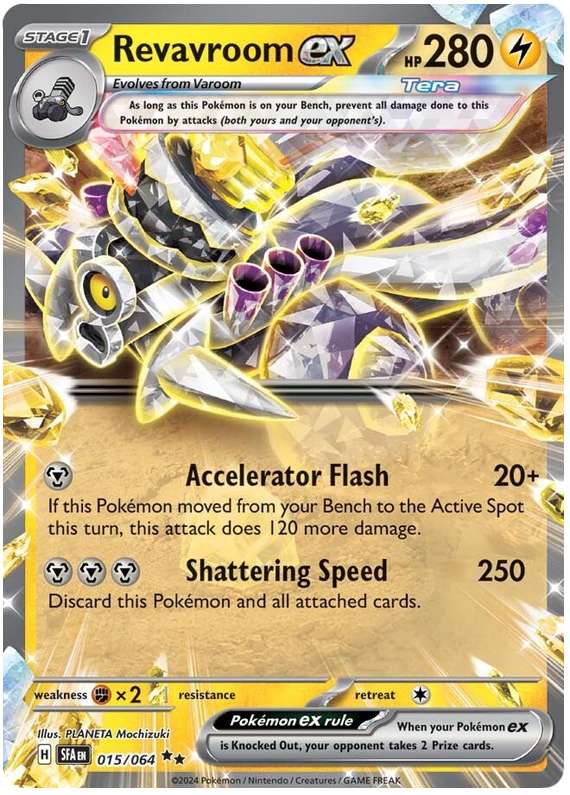 STAGE 1 Revavroom ex HP 280
Evolves from Varoom Tera
As long as this Pokémon is on your Bench, prevent all damage done to this
Pokémon by attacks (both yours and your opponent's).
Accelerator Flash 20+
If this Pokémon moved from your Bench to the Active Spot
this turn, this attack does 120 more damage.
Shattering Speed 250
Discard this Pokémon and all attached cards.
weakness ×2 resistance retreat
Illus. PLANETA Mochizuki
Pokémon ex rule When your Pokémon ex
is Knocked Out, your opponent takes 2 Prize cards.
H SFA EN 015/064
©2024 Pokémon / Nintendo / Creatures / GAME FREAK